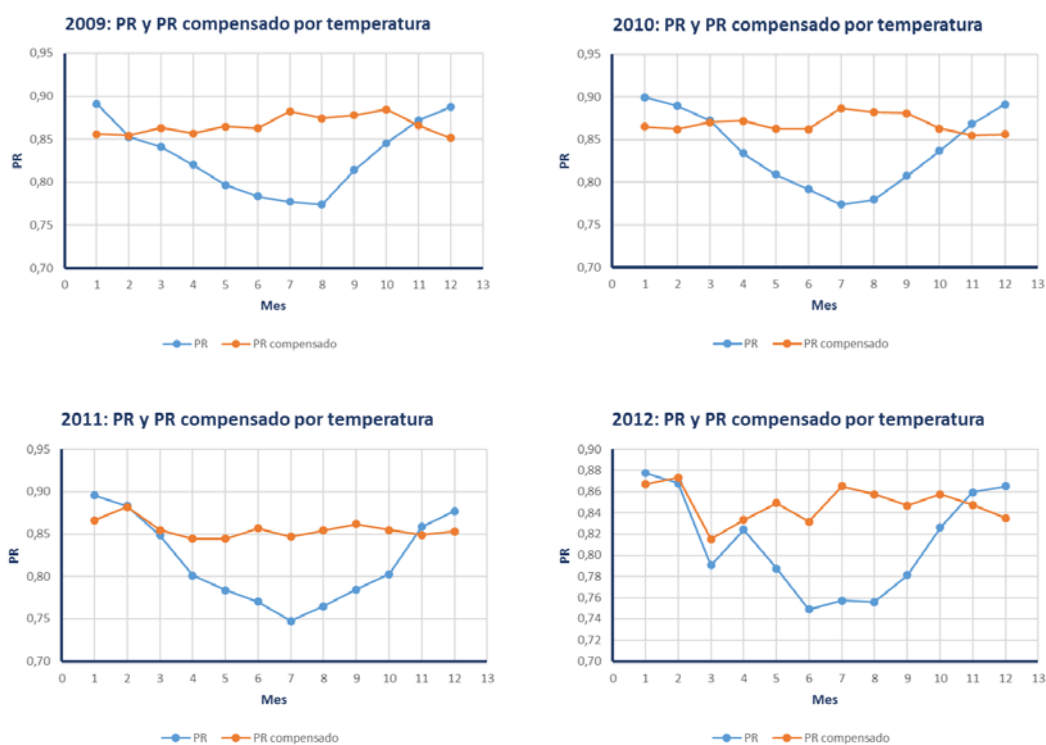 2009: PR y PR compensado por temperatura
0,95
0,90
0,85
0,80
0,75
0,70
PR
0 1 2 3 4 5 6 7 8 9 10 11 12 13
Mes
PR PR compensado
2010: PR y PR compensado por temperatura
0,95
0,90
0,85
0,80
0,75
0,70
PR
0 1 2 3 4 5 6 7 8 9 10 11 12 13
Mes
PR PR compensado
2011: PR y PR compensado por temperatura
0,95
0,90
0,85
0,80
0,75
0,70
PR
0 1 2 3 4 5 6 7 8 9 10 11 12 13
Mes
PR PR compensado
2012: PR y PR compensado por temperatura
0,90
0,88
0,86
0,84
0,82
0,80
0,78
0,76
0,74
0,72
0,70
PR
0 1 2 3 4 5 6 7 8 9 10 11 12 13
Mes
PR PR compensado